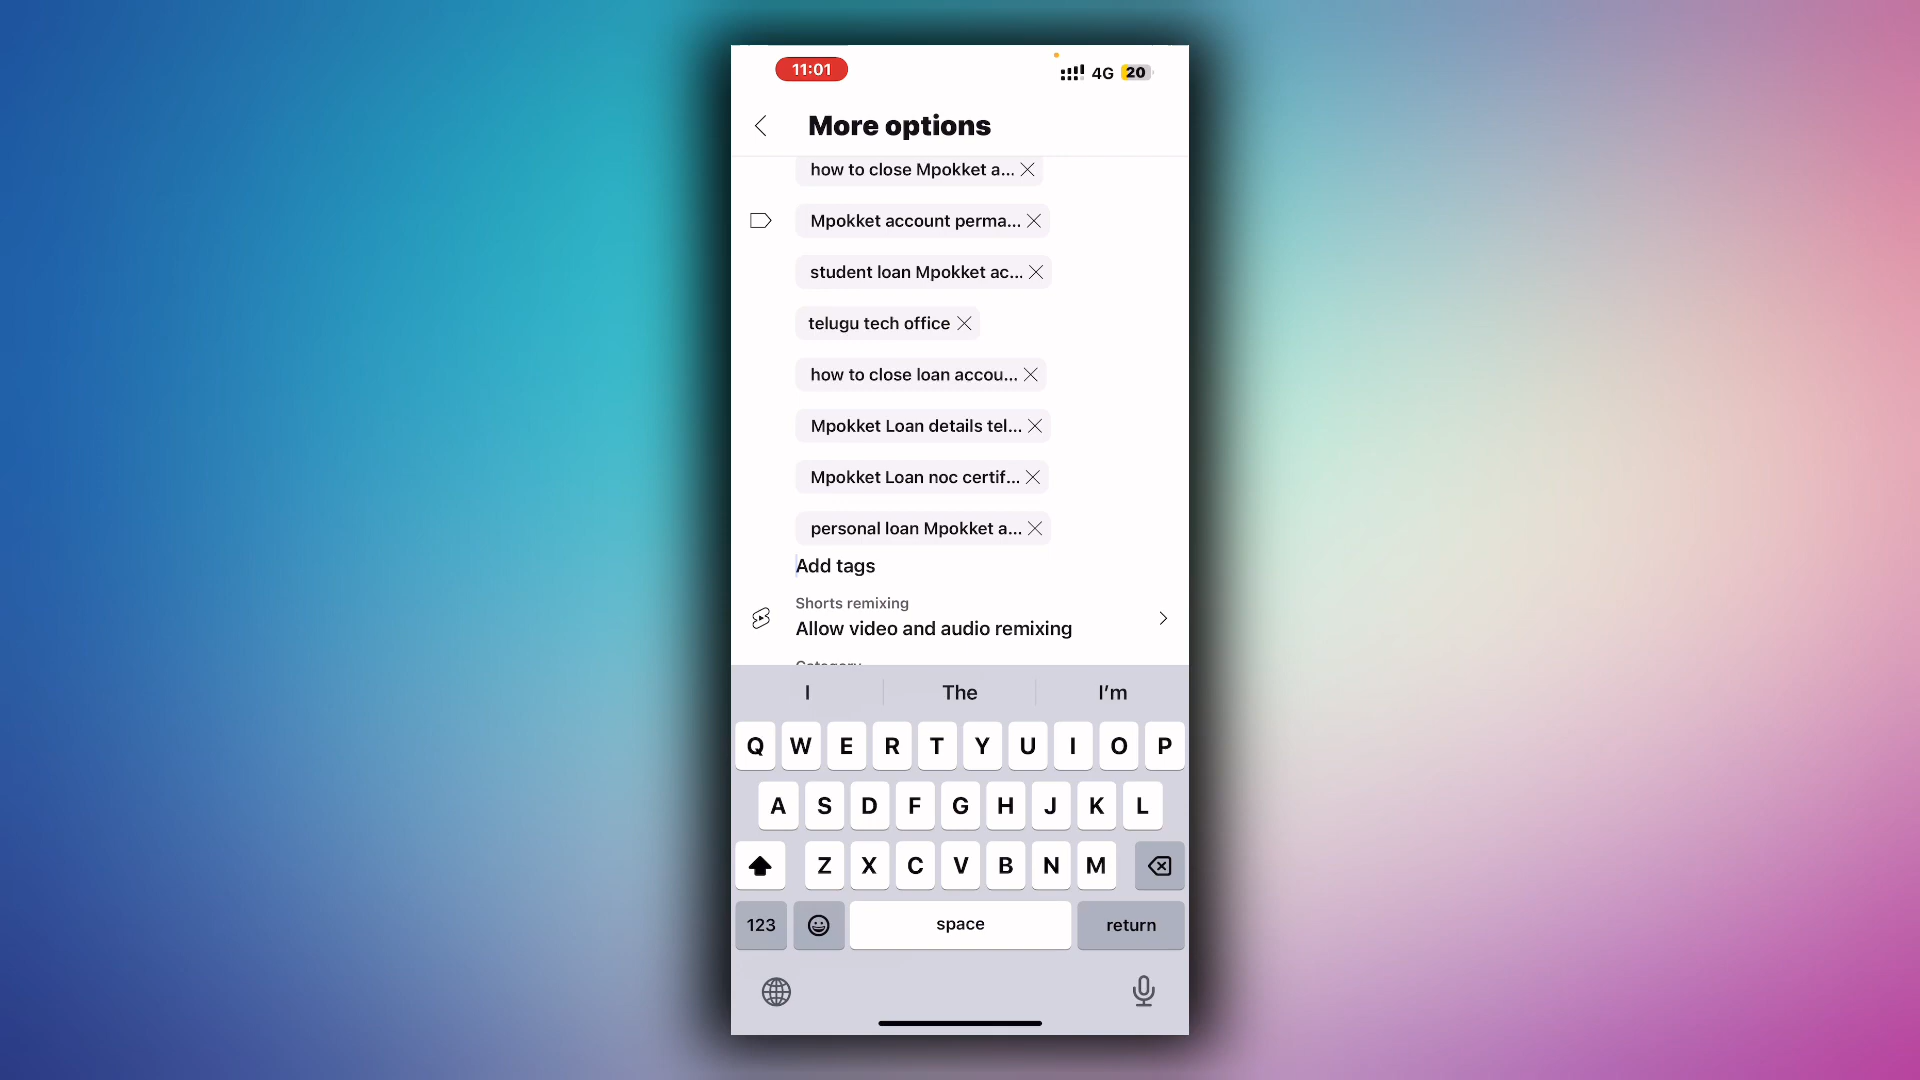 11:01
4G 20
More options
how to close Mpokket a...
Mpokket account perma...
student loan Mpokket ac...
telugu tech office
how to close loan accou...
Mpokket Loan details tel...
Mpokket Loan noc certif...
personal loan Mpokket a...
Add tags
Shorts remixing
Allow video and audio remixing
Category
I The I'm
Q W E R T Y U I O P
A S D F G H J K L
Z X C V B N M
123 space return